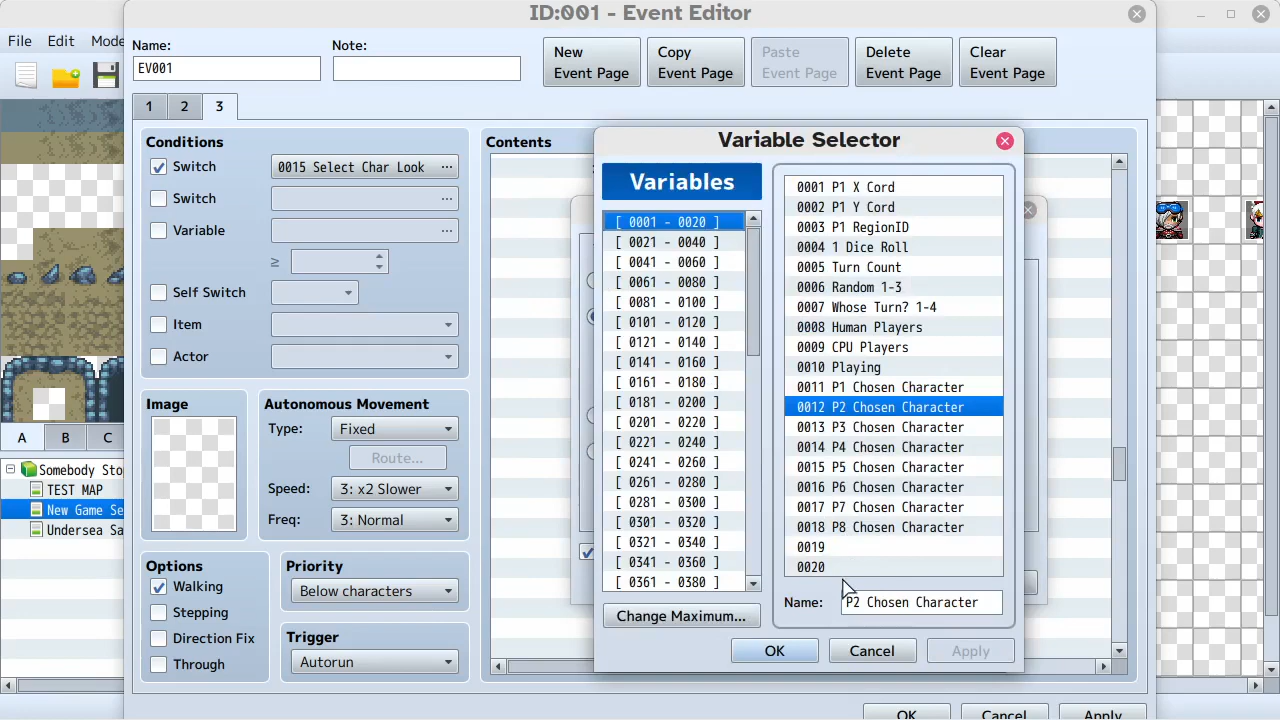 ID:001 - Event Editor
File Edit Mode
Name:
Note:
EV001
New
Event Page
Copy
Event Page
Paste
Event Page
Delete
Event Page
Clear
Event Page
1 2 3
Conditions
Switch 0015 Select Char Look ...
Switch ...
Variable ...
≥
Self Switch
Item
Actor
Image
Autonomous Movement
Type: Fixed
Route...
Speed: 3: x2 Slower
Freq: 3: Normal
Options
Walking
Stepping
Direction Fix
Through
Priority
Below characters
Trigger
Autorun
Contents
A B C
Somebody Sto
TEST MAP
New Game Se
Undersea Sa
Variable Selector
Variables
[ 0001 - 0020 ]
[ 0021 - 0040 ]
[ 0041 - 0060 ]
[ 0061 - 0080 ]
[ 0081 - 0100 ]
[ 0101 - 0120 ]
[ 0121 - 0140 ]
[ 0141 - 0160 ]
[ 0161 - 0180 ]
[ 0181 - 0200 ]
[ 0201 - 0220 ]
[ 0221 - 0240 ]
[ 0241 - 0260 ]
[ 0261 - 0280 ]
[ 0281 - 0300 ]
[ 0301 - 0320 ]
[ 0321 - 0340 ]
[ 0341 - 0360 ]
[ 0361 - 0380 ]
Change Maximum...
0001 P1 X Cord
0002 P1 Y Cord
0003 P1 RegionID
0004 1 Dice Roll
0005 Turn Count
0006 Random 1-3
0007 Whose Turn? 1-4
0008 Human Players
0009 CPU Players
0010 Playing
0011 P1 Chosen Character
0012 P2 Chosen Character
0013 P3 Chosen Character
0014 P4 Chosen Character
0015 P5 Chosen Character
0016 P6 Chosen Character
0017 P7 Chosen Character
0018 P8 Chosen Character
0019
0020
Name: P2 Chosen Character
OK Cancel Apply
OK Cancel Apply